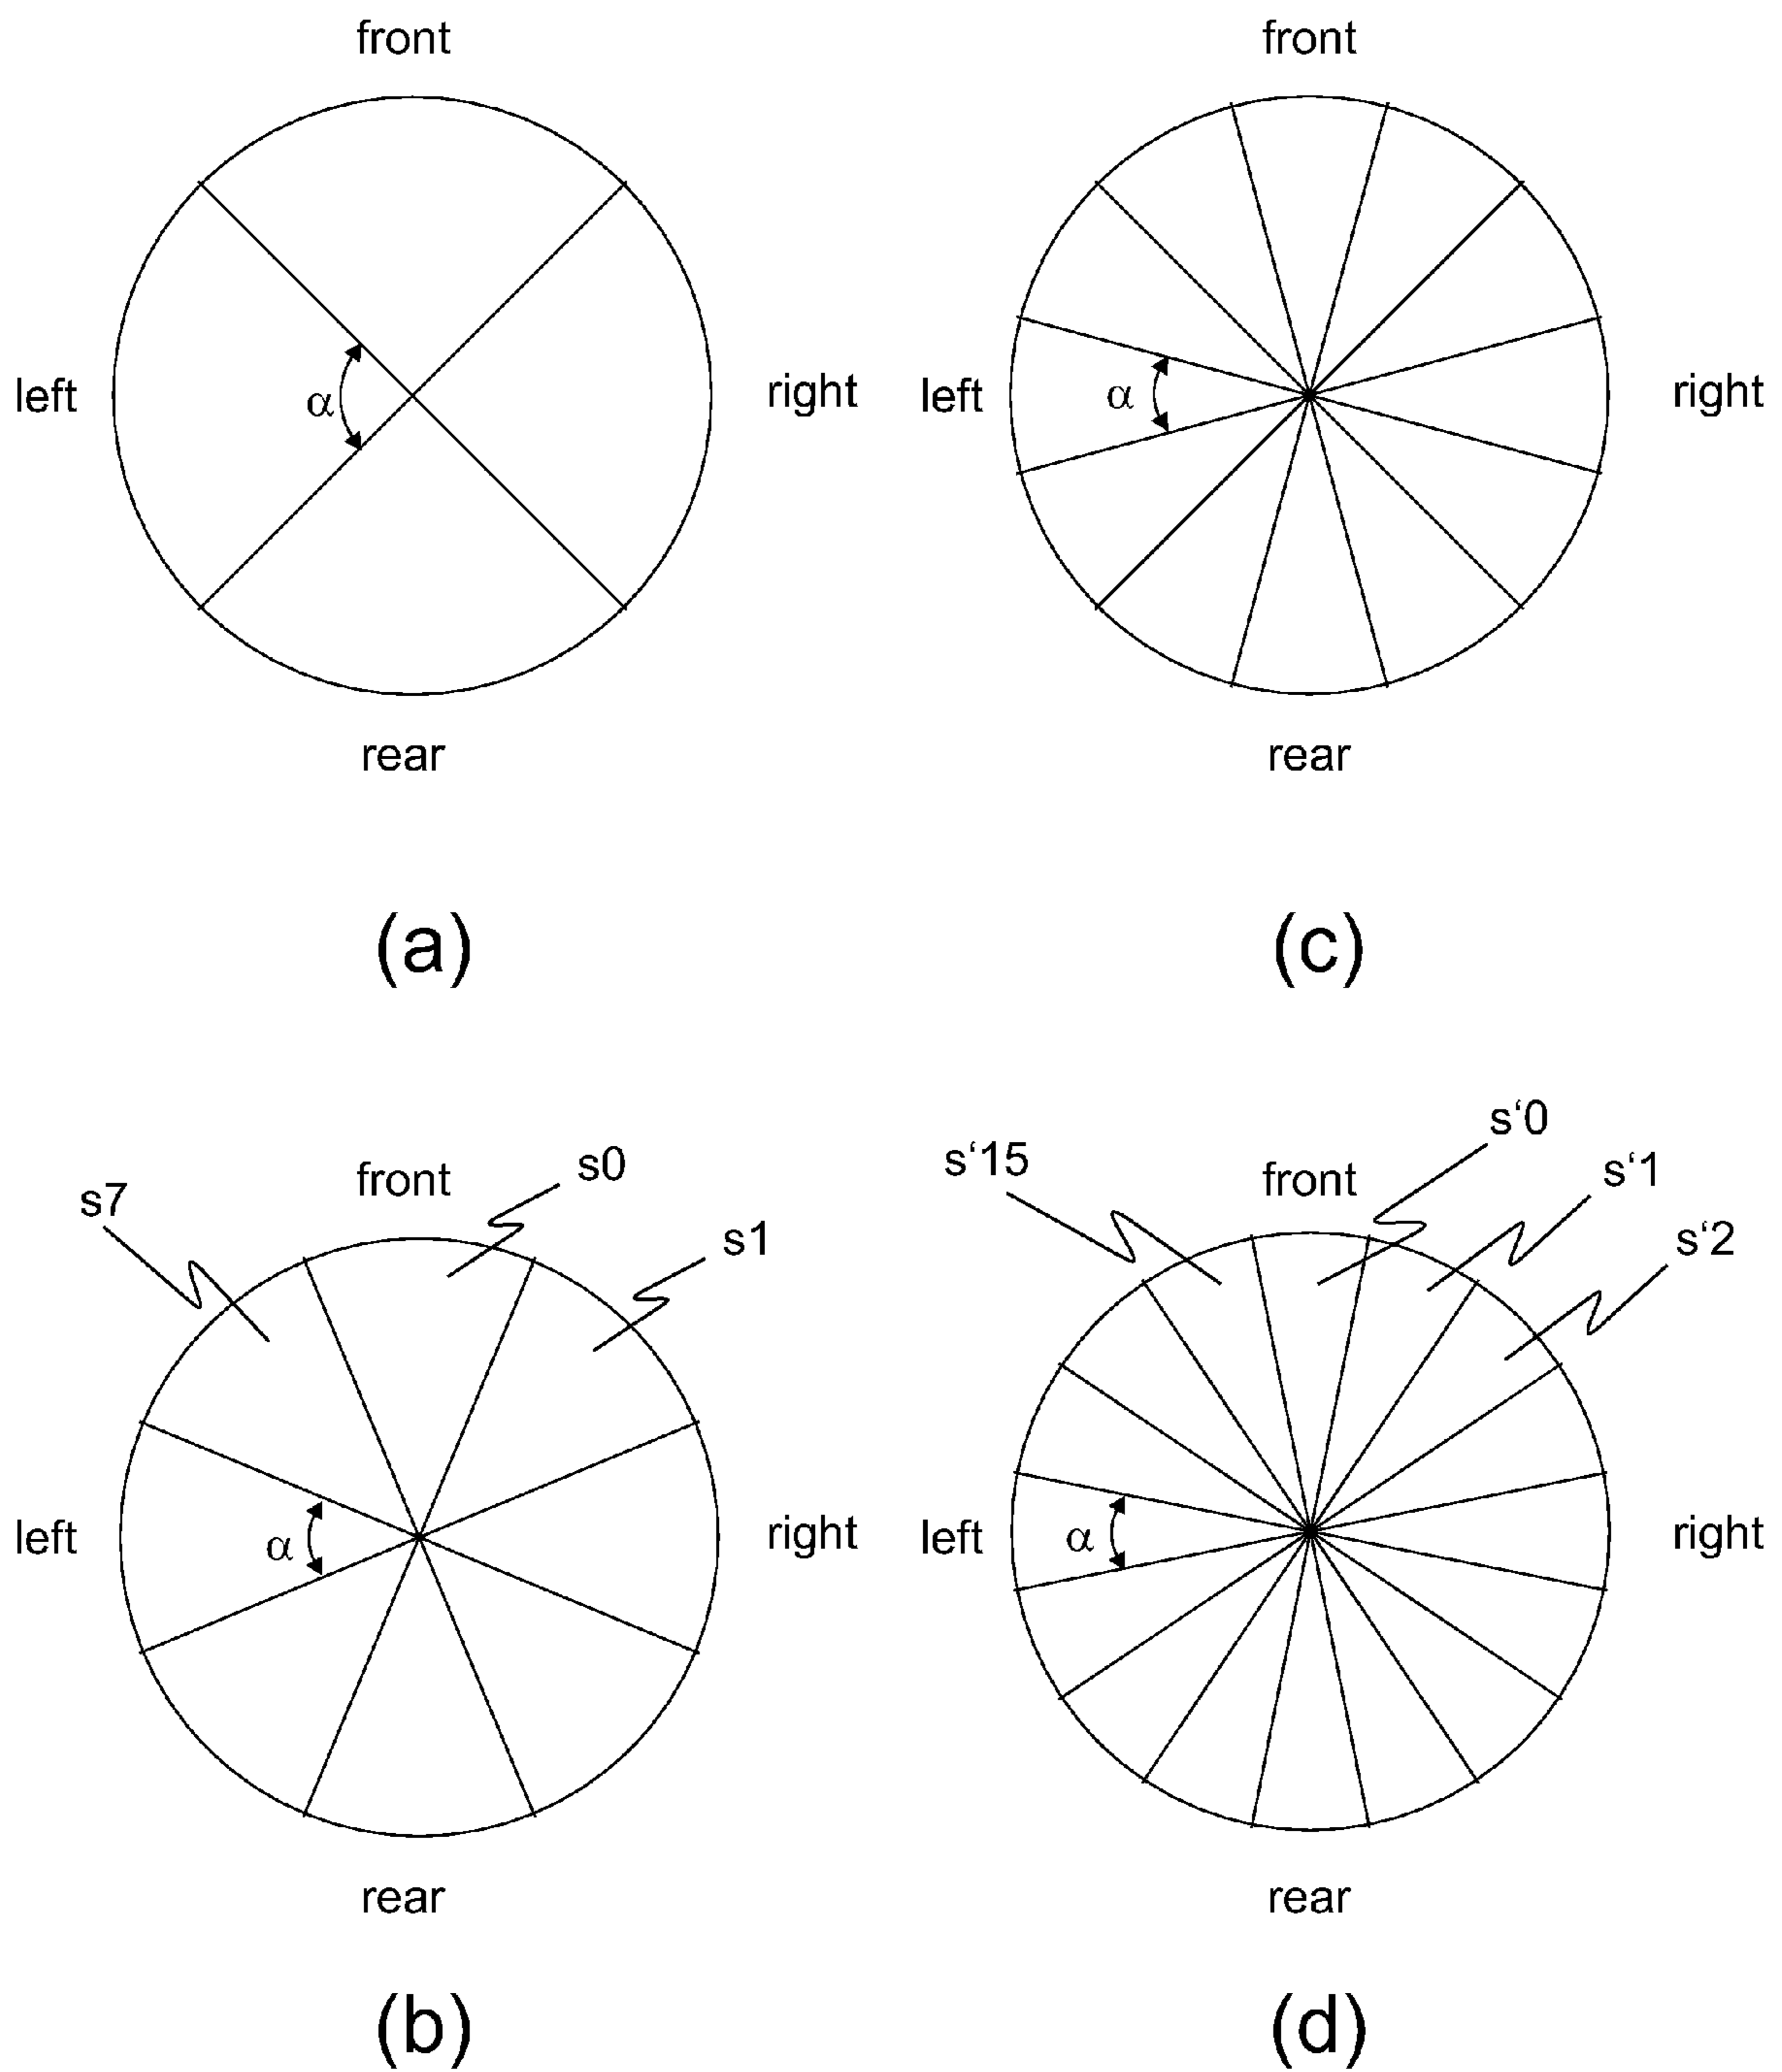 front
left
α
right
rear
(a)
front
left
α
right
rear
(c)
s7
front
s0
s1
left
α
right
rear
(b)
s‘15
front
s‘0
s‘1
s‘2
left
α
right
rear
(d)